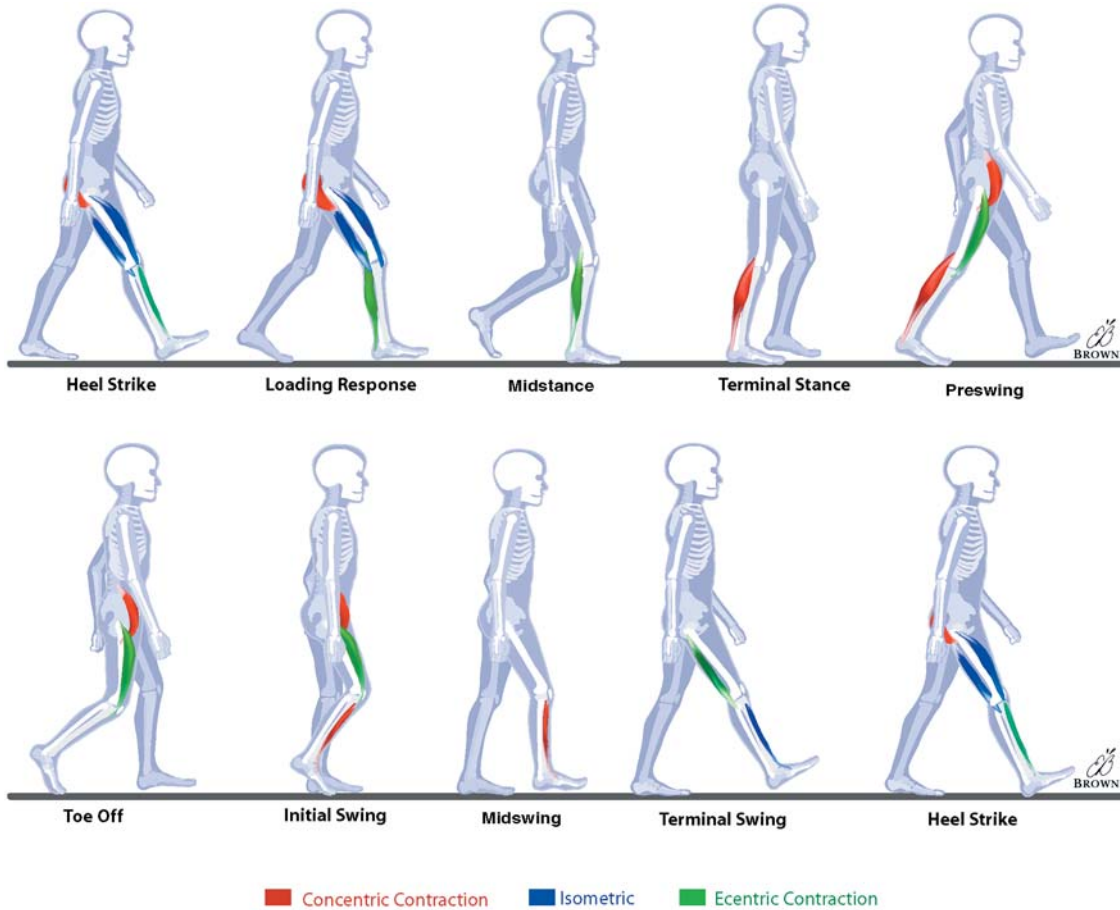 BROWN
Heel Strike
Loading Response
Midstance
Terminal Stance
Preswing
BROWN
Toe Off
Initial Swing
Midswing
Terminal Swing
Heel Strike
Concentric Contraction
Isometric
Ecentric Contraction